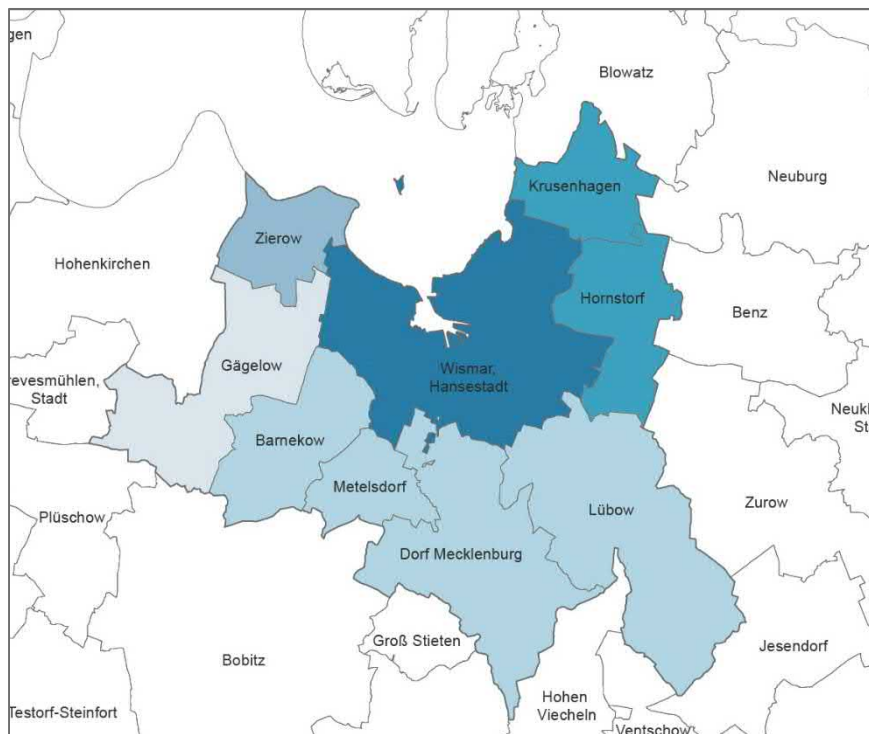 gen
Blowatz
Krusenhagen
Neuburg
Zierow
Hohenkirchen
Hornstorf
Benz
Gägelow
Wismar,
Hansestadt
revesmühlen,
Stadt
Neukl
St
Barnekow
Metelsdorf
Zurow
Lübow
Plüschow
Dorf Mecklenburg
Groß Stieten
Jesendorf
Bobitz
Hohen
Viecheln
Testorf-Steinfort
Ventschow